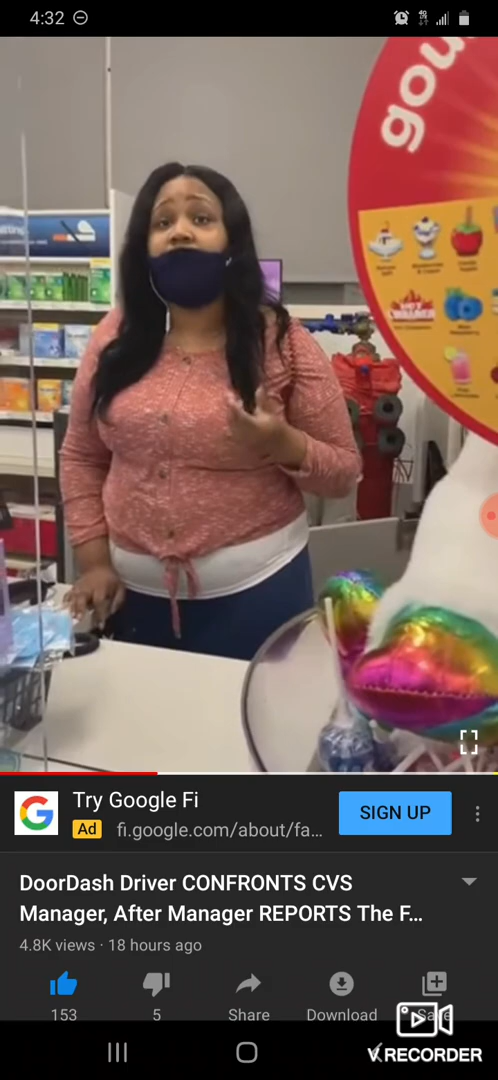 4:32
gou
Try Google Fi
Ad fi.google.com/about/fa...
SIGN UP
DoorDash Driver CONFRONTS CVS
Manager, After Manager REPORTS The F...
4.8K views · 18 hours ago
153
5
Share
Download
V.RECORDER